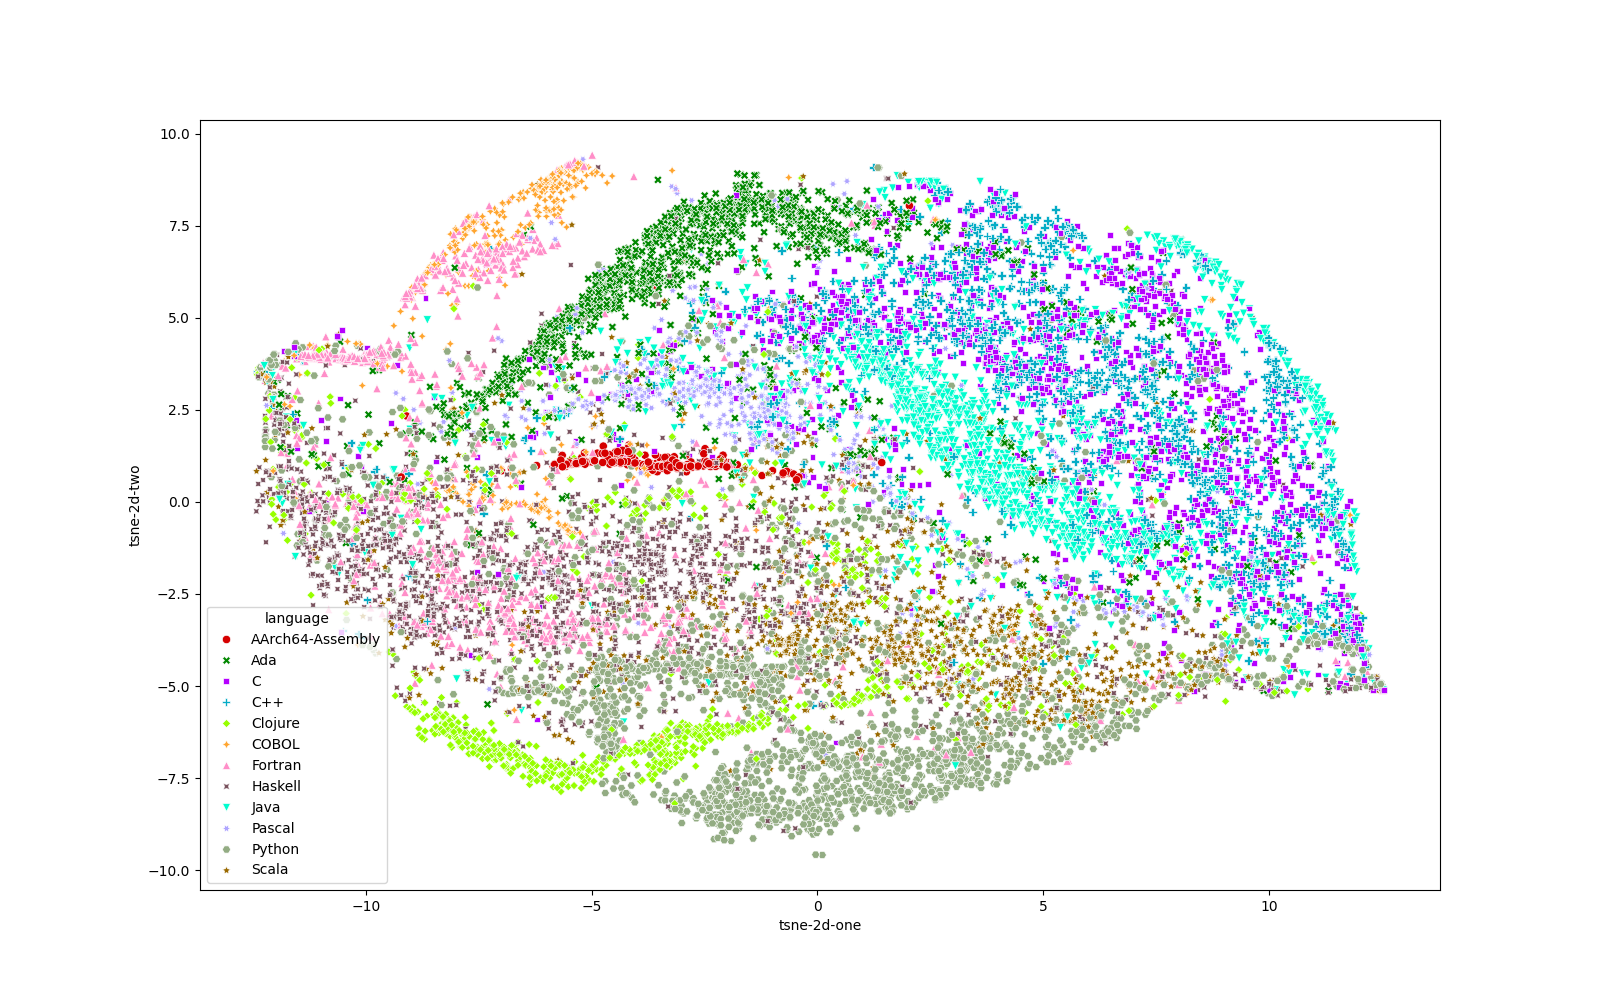 10.0
7.5
5.0
2.5
0.0
−2.5
−5.0
−7.5
−10.0
tsne-2d-two
language
AArch64-Assembly
Ada
C
C++
Clojure
COBOL
Fortran
Haskell
Java
Pascal
Python
Scala
−10
−5
0
5
10
tsne-2d-one